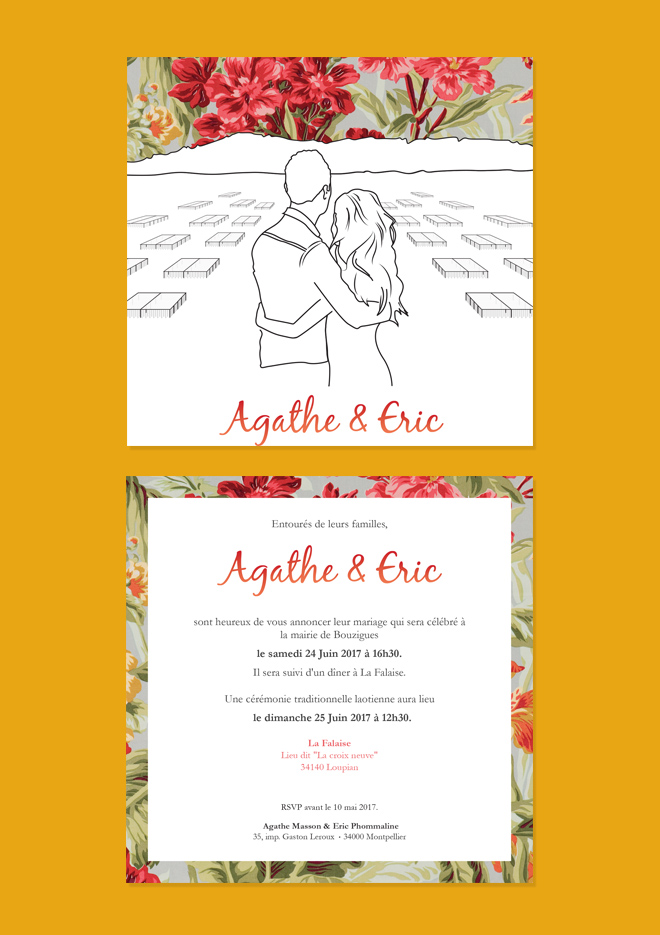 Agathe & Eric
Entourés de leurs familles,
Agathe & Eric
sont heureux de vous annoncer leur mariage qui sera célébré à
la mairie de Bouzigues
le samedi 24 Juin 2017 à 16h30.
Il sera suivi d'un dîner à La Falaise.
Une cérémonie traditionnelle laotienne aura lieu
le dimanche 25 Juin 2017 à 12h30.
La Falaise
Lieu dit "La croix neuve"
34140 Loupian
RSVP avant le 10 mai 2017.
Agathe Masson & Eric Phommaline
35, imp. Gaston Leroux • 34000 Montpellier